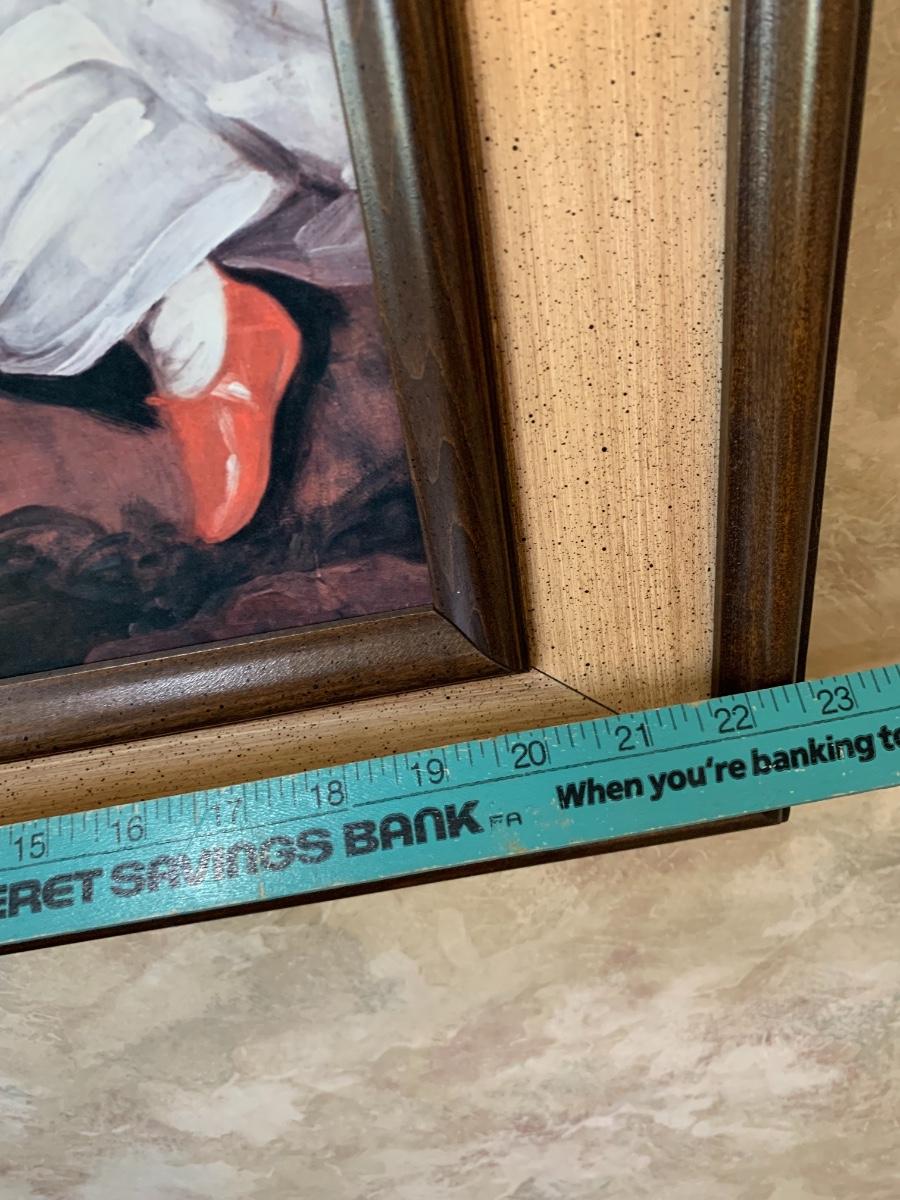 15 16 17 18 19 20 21 22 23
ERET SAVINGS BANK FA When you're banking to